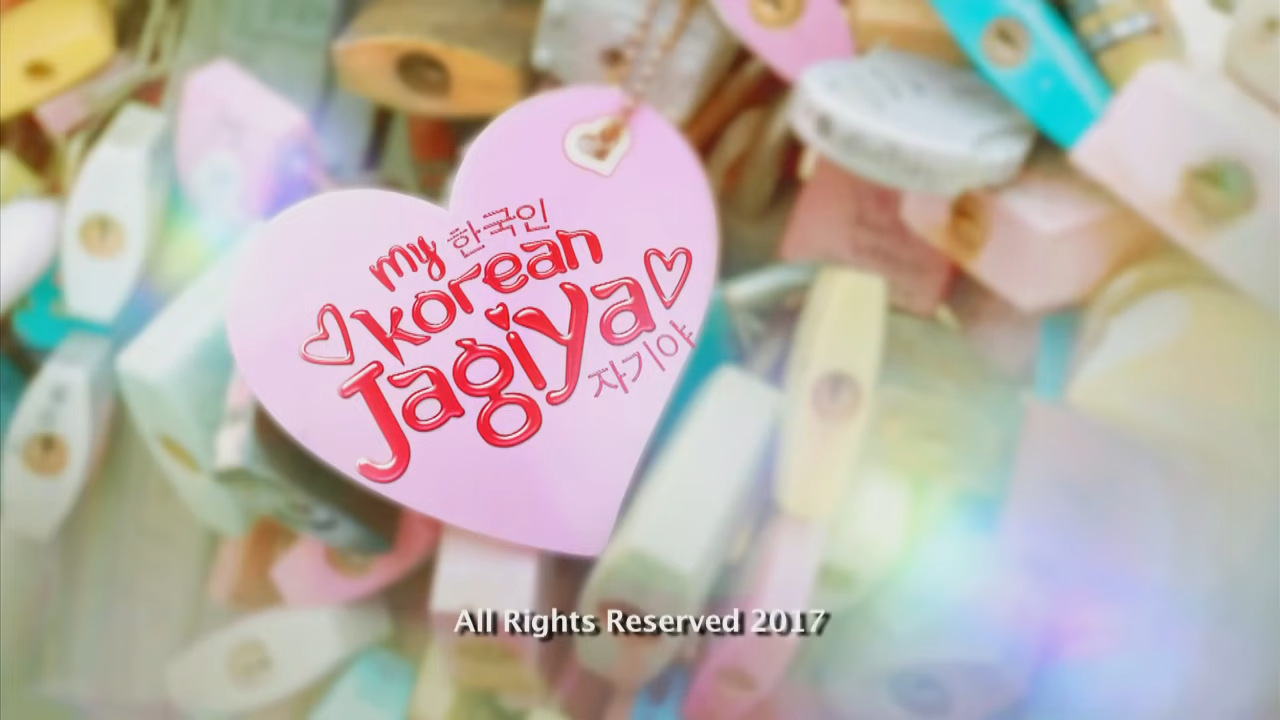 my 한국인
korean
Jagiya
자기야
All Rights Reserved 2017